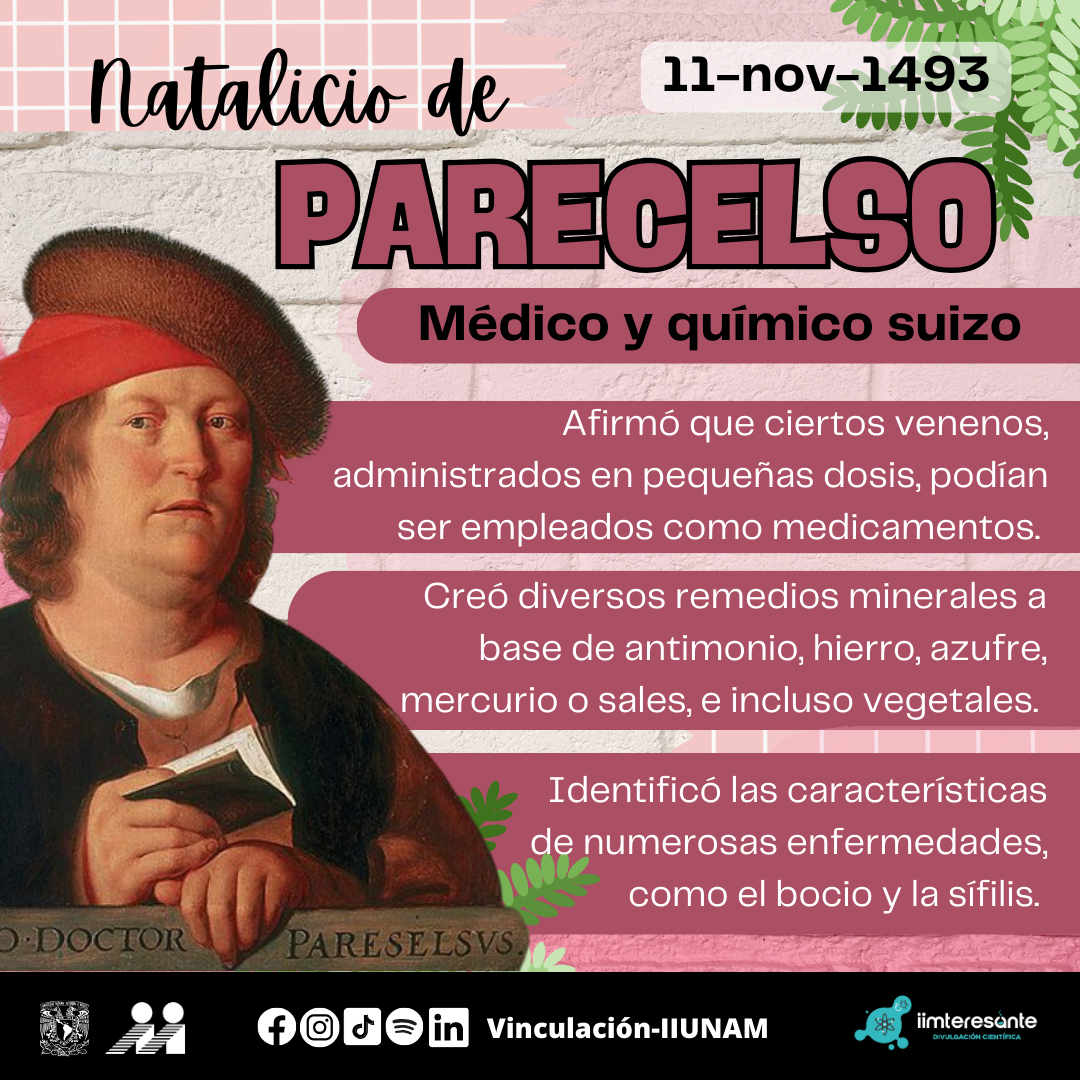 Natalicio de
11-nov-1493
PARECELSO
Médico y químico suizo
Afirmó que ciertos venenos,
administrados en pequeñas dosis, podían
ser empleados como medicamentos.
Creó diversos remedios minerales a
base de antimonio, hierro, azufre,
mercurio o sales, e incluso vegetales.
Identificó las características
de numerosas enfermedades,
como el bocio y la sífilis.
O·DOCTOR PARESELSVS.
Vinculación-IIUNAM
iimteresánte
DIVULGACIÓN CIENTÍFICA